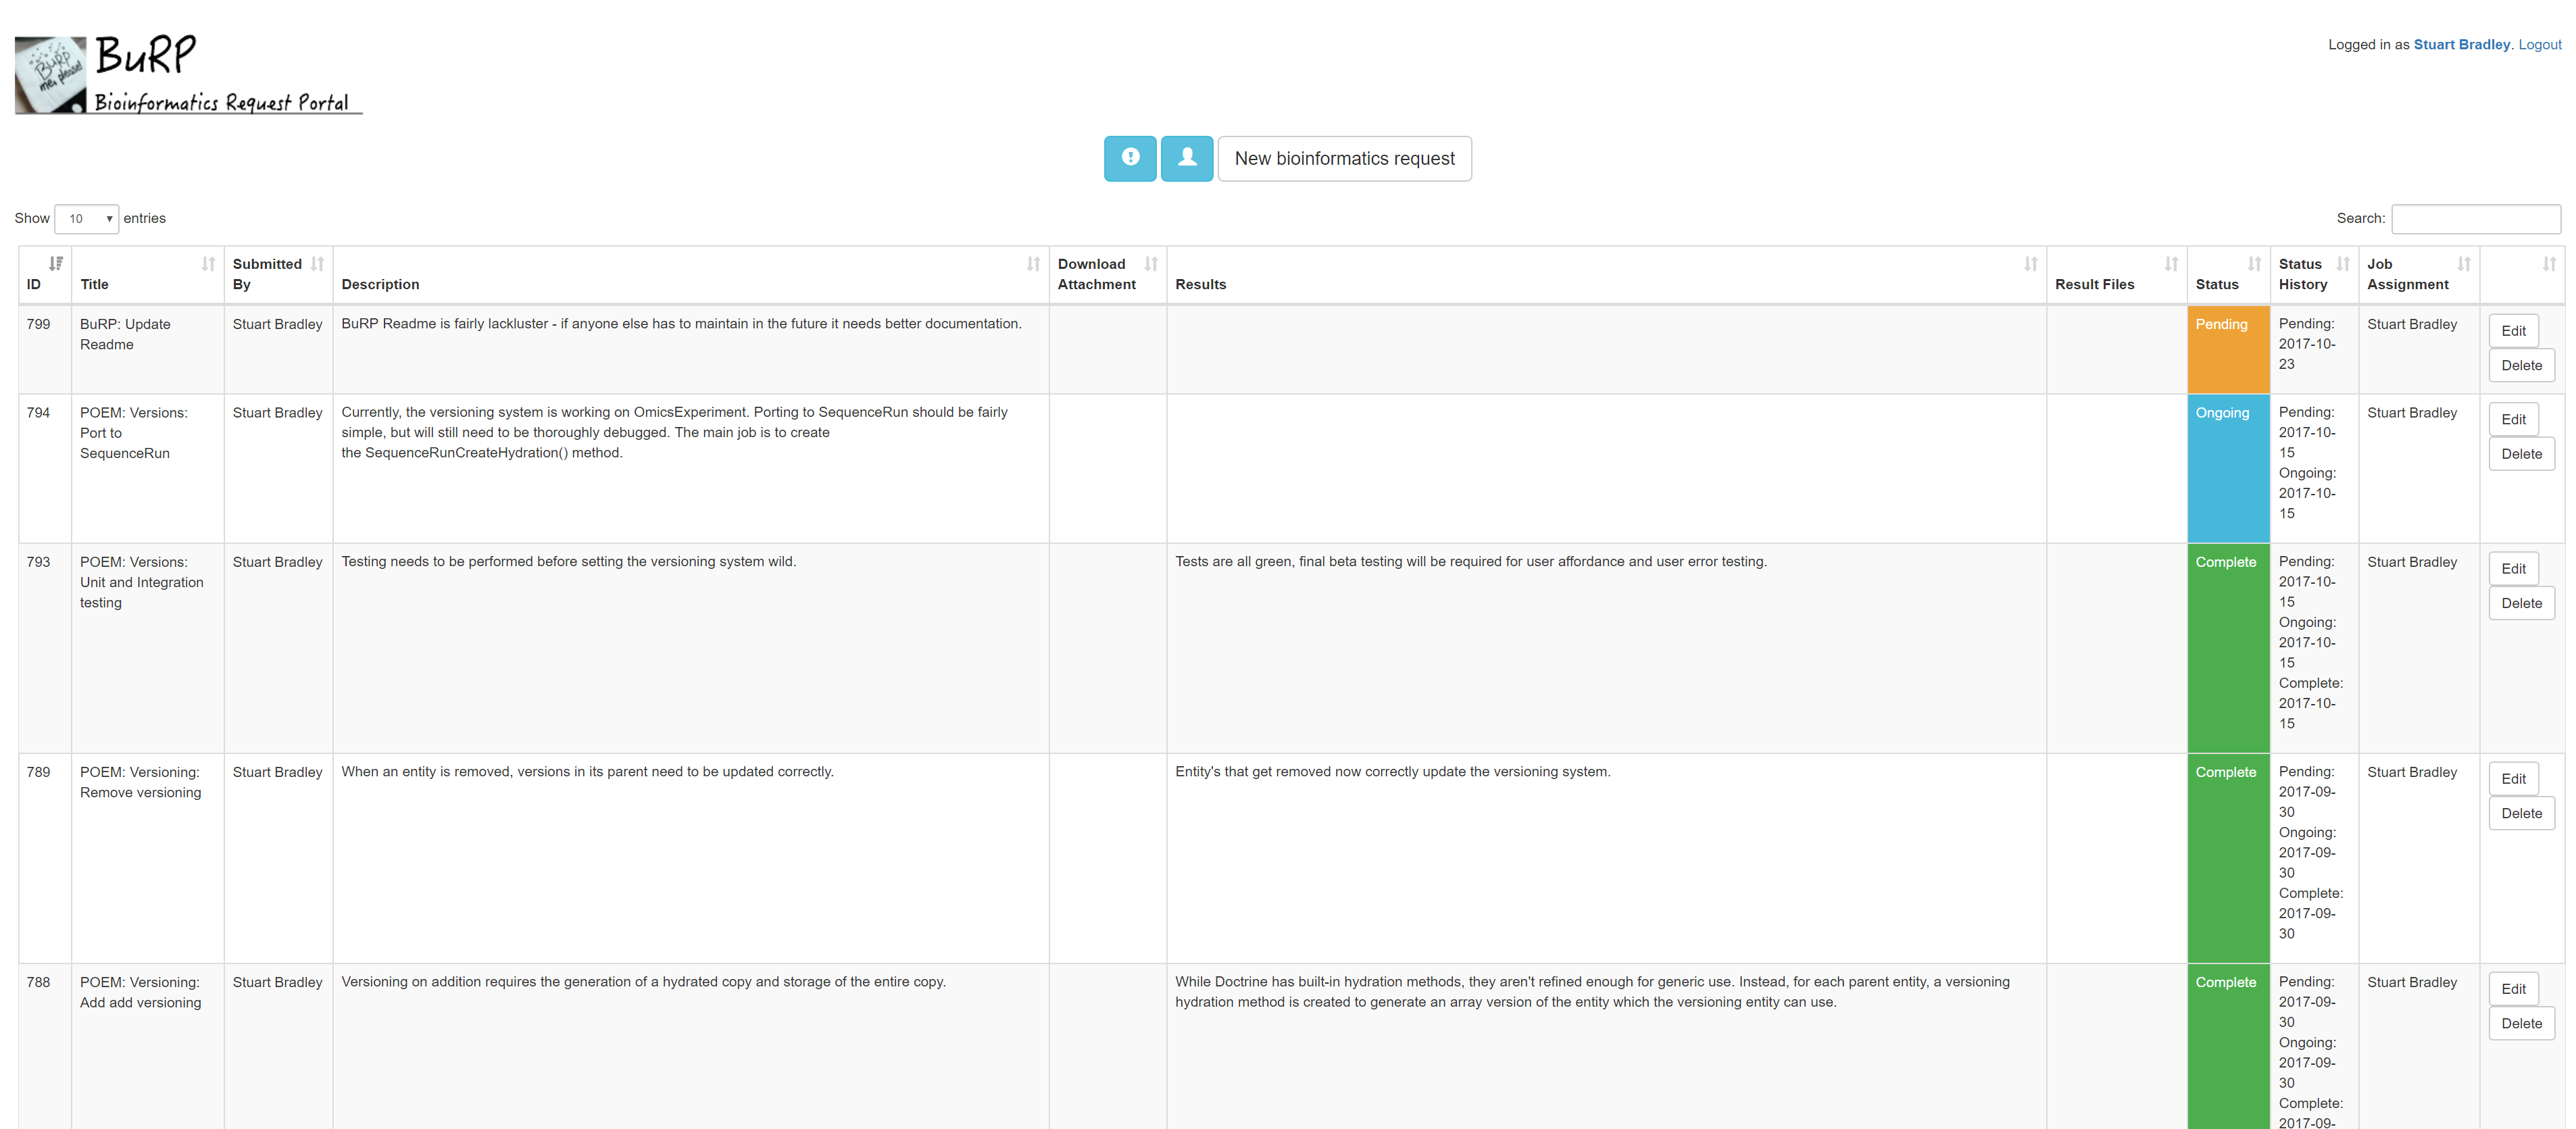 BuRP
me, please!
BuRP
Bioinformatics Request Portal
Logged in as Stuart Bradley. Logout
New bioinformatics request
Show 10 entries
Search:
ID
Title
Submitted
By
Description
Download
Attachment
Results
Result Files
Status
Status
History
Job
Assignment
799
BuRP: Update
Readme
Stuart Bradley
BuRP Readme is fairly lackluster - if anyone else has to maintain in the future it needs better documentation.
Pending
Pending:
2017-10-
23
Stuart Bradley
Edit
Delete
794
POEM: Versions:
Port to
SequenceRun
Stuart Bradley
Currently, the versioning system is working on OmicsExperiment. Porting to SequenceRun should be fairly
simple, but will still need to be thoroughly debugged. The main job is to create
the SequenceRunCreateHydration() method.
Ongoing
Pending:
2017-10-
15
Ongoing:
2017-10-
15
Stuart Bradley
Edit
Delete
793
POEM: Versions:
Unit and Integration
testing
Stuart Bradley
Testing needs to be performed before setting the versioning system wild.
Tests are all green, final beta testing will be required for user affordance and user error testing.
Complete
Pending:
2017-10-
15
Ongoing:
2017-10-
15
Complete:
2017-10-
15
Stuart Bradley
Edit
Delete
789
POEM: Versioning:
Remove versioning
Stuart Bradley
When an entity is removed, versions in its parent need to be updated correctly.
Entity's that get removed now correctly update the versioning system.
Complete
Pending:
2017-09-
30
Ongoing:
2017-09-
30
Complete:
2017-09-
30
Stuart Bradley
Edit
Delete
788
POEM: Versioning:
Add add versioning
Stuart Bradley
Versioning on addition requires the generation of a hydrated copy and storage of the entire copy.
While Doctrine has built-in hydration methods, they aren't refined enough for generic use. Instead, for each parent entity, a versioning
hydration method is created to generate an array version of the entity which the versioning entity can use.
Complete
Pending:
2017-09-
30
Ongoing:
2017-09-
30
Complete:
2017-09-
Stuart Bradley
Edit
Delete